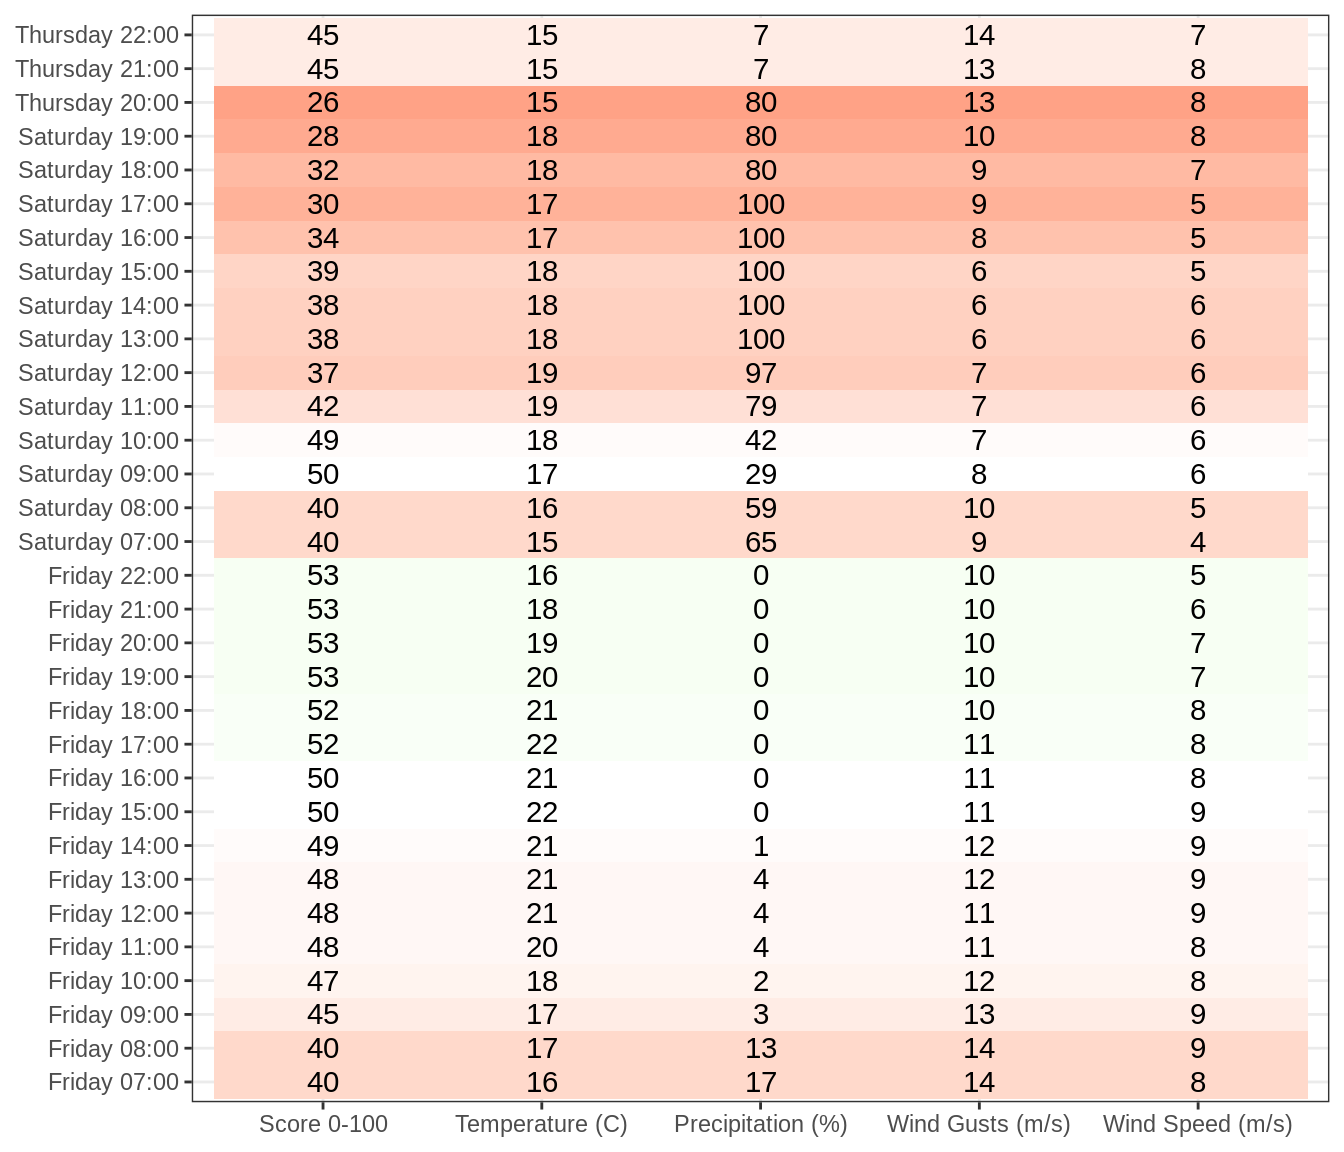 Thursday 22:00 45 15 7 14 7
Thursday 21:00 45 15 7 13 8
Thursday 20:00 26 15 80 13 8
Saturday 19:00 28 18 80 10 8
Saturday 18:00 32 18 80 9 7
Saturday 17:00 30 17 100 9 5
Saturday 16:00 34 17 100 8 5
Saturday 15:00 39 18 100 6 5
Saturday 14:00 38 18 100 6 6
Saturday 13:00 38 18 100 6 6
Saturday 12:00 37 19 97 7 6
Saturday 11:00 42 19 79 7 6
Saturday 10:00 49 18 42 7 6
Saturday 09:00 50 17 29 8 6
Saturday 08:00 40 16 59 10 5
Saturday 07:00 40 15 65 9 4
Friday 22:00 53 16 0 10 5
Friday 21:00 53 18 0 10 6
Friday 20:00 53 19 0 10 7
Friday 19:00 53 20 0 10 7
Friday 18:00 52 21 0 10 8
Friday 17:00 52 22 0 11 8
Friday 16:00 50 21 0 11 8
Friday 15:00 50 22 0 11 9
Friday 14:00 49 21 1 12 9
Friday 13:00 48 21 4 12 9
Friday 12:00 48 21 4 11 9
Friday 11:00 48 20 4 11 8
Friday 10:00 47 18 2 12 8
Friday 09:00 45 17 3 13 9
Friday 08:00 40 17 13 14 9
Friday 07:00 40 16 17 14 8
Score 0-100 Temperature (C) Precipitation (%) Wind Gusts (m/s) Wind Speed (m/s)